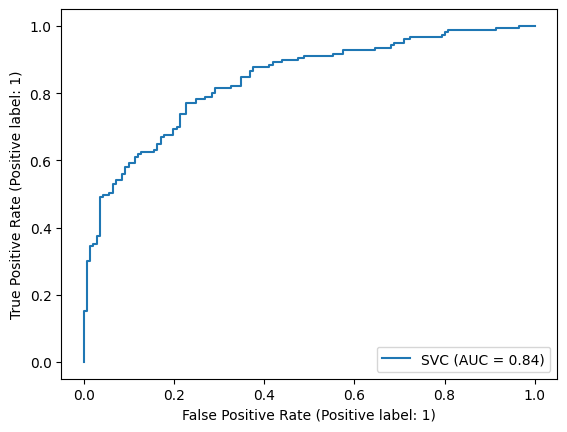 True Positive Rate (Positive label: 1)
1.0
0.8
0.6
0.4
0.2
0.0
SVC (AUC = 0.84)
0.0 0.2 0.4 0.6 0.8 1.0
False Positive Rate (Positive label: 1)